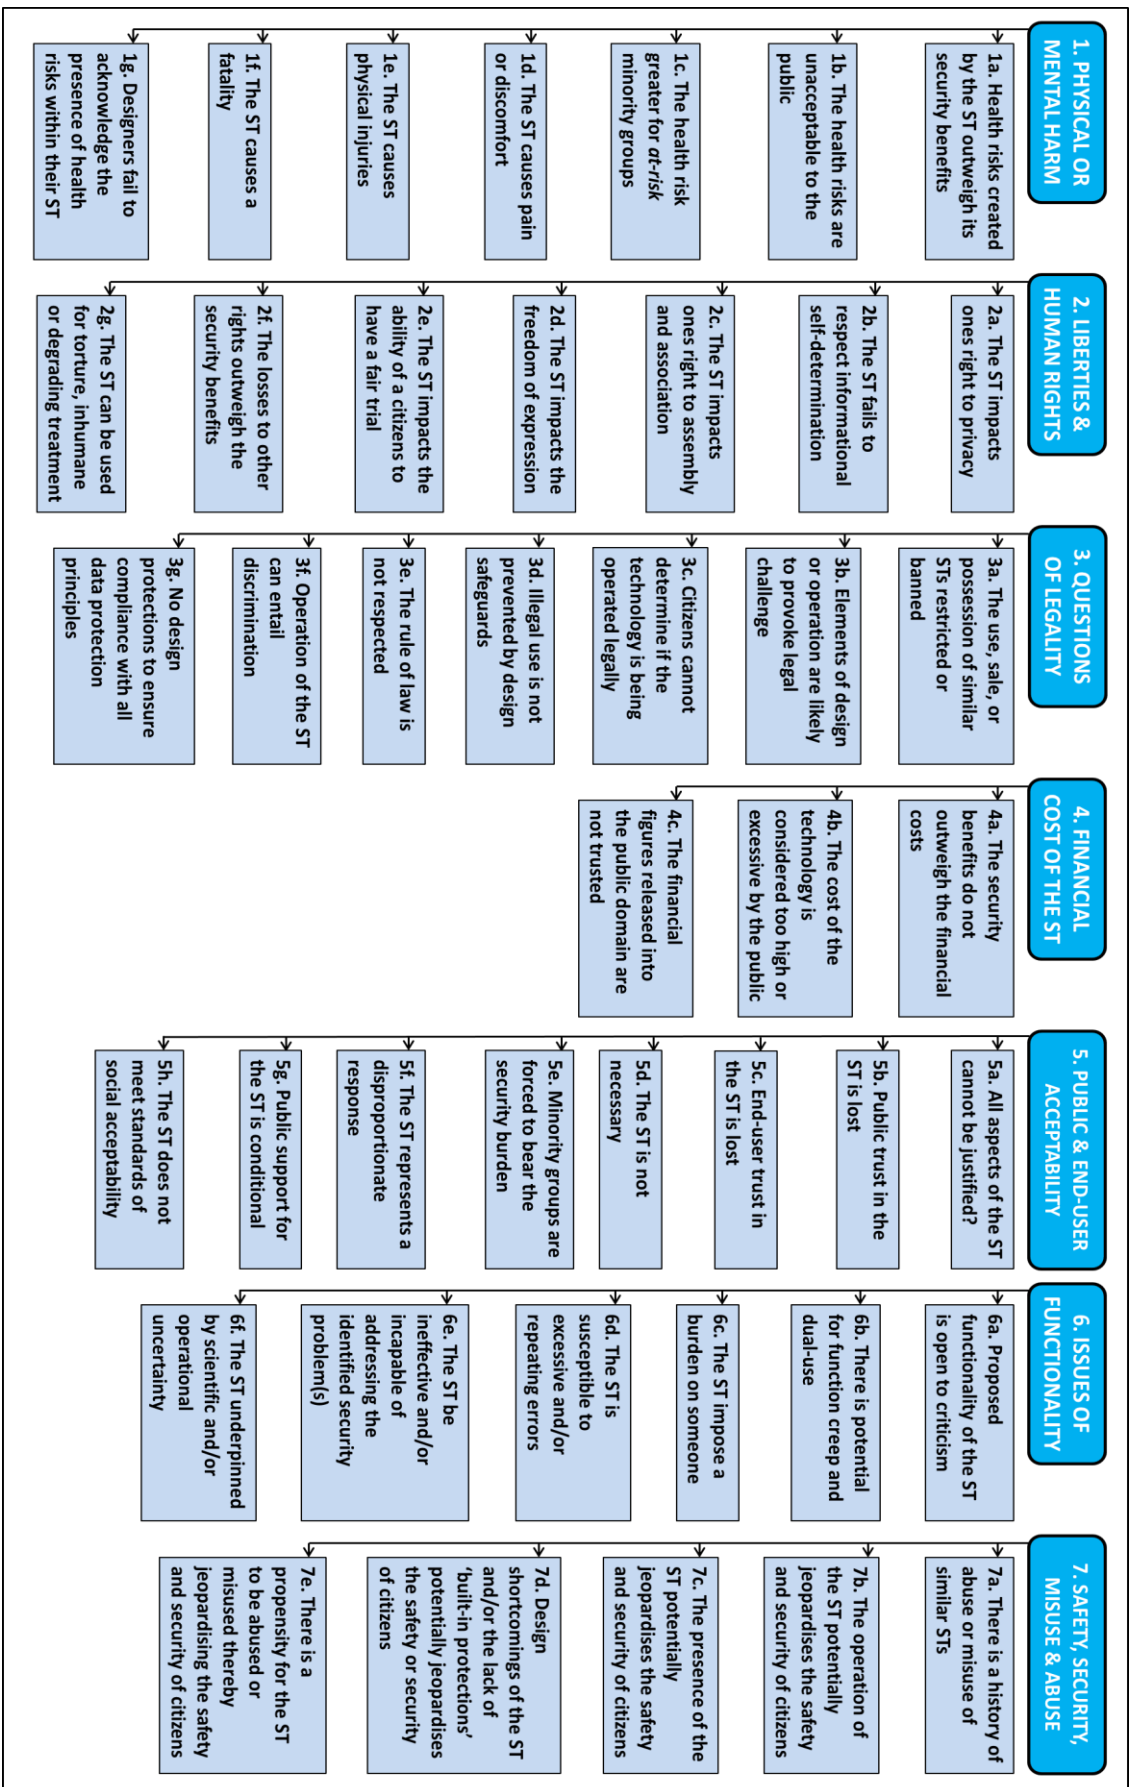 1. PHYSICAL OR
MENTAL HARM
1a. Health risks created
by the ST outweigh its
security benefits
1b. The health risks are
unacceptable to the
public
1c. The health risk
greater for at-risk
minority groups
1d. The ST causes pain
or discomfort
1e. The ST causes
physical injuries
1f. The ST causes a
fatality
1g. Designers fail to
acknowledge the
presence of health
risks within their ST
2. LIBERTIES &
HUMAN RIGHTS
2a. The ST impacts
ones right to privacy
2b. The ST fails to
respect informational
self-determination
2c. The ST impacts
ones right to assembly
and association
2d. The ST impacts the
freedom of expression
2e. The ST impacts the
ability of a citizens to
have a fair trial
2f. The losses to other
rights outweigh the
security benefits
2g. The ST can be used
for torture, inhumane
or degrading treatment
3. QUESTIONS
OF LEGALITY
3a. The use, sale, or
possession of similar
STs restricted or
banned
3b. Elements of design
or operation are likely
to provoke legal
challenge
3c. Citizens cannot
determine if the
technology is being
operated legally
3d. Illegal use is not
prevented by design
safeguards
3e. The rule of law is
not respected
3f. Operation of the ST
can entail
discrimination
3g. No design
protections to ensure
compliance with all
data protection
principles
4. FINANCIAL
COST OF THE ST
4a. The security
benefits do not
outweigh the financial
costs
4b. The cost of the
technology is
considered too high or
excessive by the public
4c. The financial
figures released into
the public domain are
not trusted
5. PUBLIC & END-USER
ACCEPTABILITY
5a. All aspects of the ST
cannot be justified?
5b. Public trust in the
ST is lost
5c. End-user trust in
the ST is lost
5d. The ST is not
necessary
5e. Minority groups are
forced to bear the
security burden
5f. The ST represents a
disproportionate
response
5g. Public support for
the ST is conditional
5h. The ST does not
meet standards of
social acceptability
6. ISSUES OF
FUNCTIONALITY
6a. Proposed
functionality of the ST
is open to criticism
6b. There is potential
for function creep and
dual-use
6c. The ST impose a
burden on someone
6d. The ST is
susceptible to
excessive and/or
repeating errors
6e. The ST be
ineffective and/or
incapable of
addressing the
identified security
problem(s)
6f. The ST underpinned
by scientific and/or
operational
uncertainty
7. SAFETY, SECURITY,
MISUSE & ABUSE
7a. There is a history of
abuse or misuse of
similar STs
7b. The operation of
the ST potentially
jeopardises the safety
and security of citizens
7c. The presence of the
ST potentially
jeopardises the safety
and security of citizens
7d. Design
shortcomings of the ST
and/or the lack of
‘built-in protections’
potentially jeopardises
the safety or security
of citizens
7e. There is a
propensity for the ST
to be abused or
misused thereby
jeopardising the safety
and security of citizens